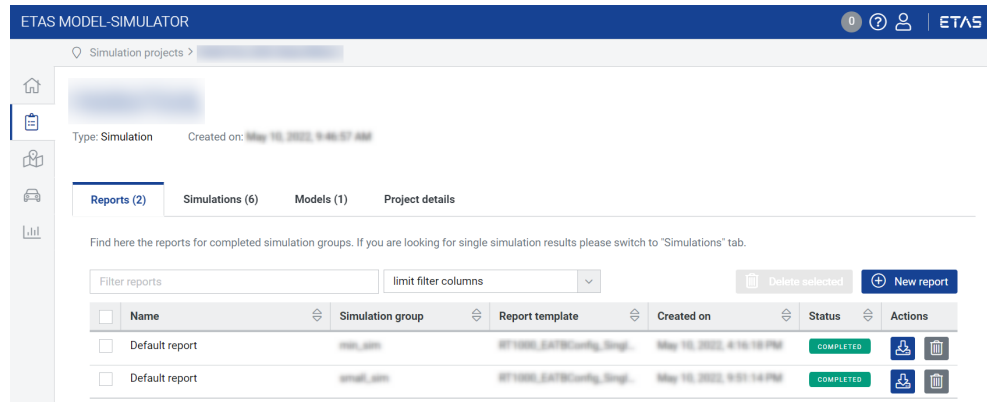 ETAS MODEL-SIMULATOR 0 ETAS
Simulation projects >
Type: Simulation Created on:
Reports (2) Simulations (6) Models (1) Project details
Find here the reports for completed simulation groups. If you are looking for single simulation results please switch to "Simulations" tab.
Filter reports limit filter columns Delete selected New report
Name Simulation group Report template Created on Status Actions
Default report COMPLETED
Default report COMPLETED